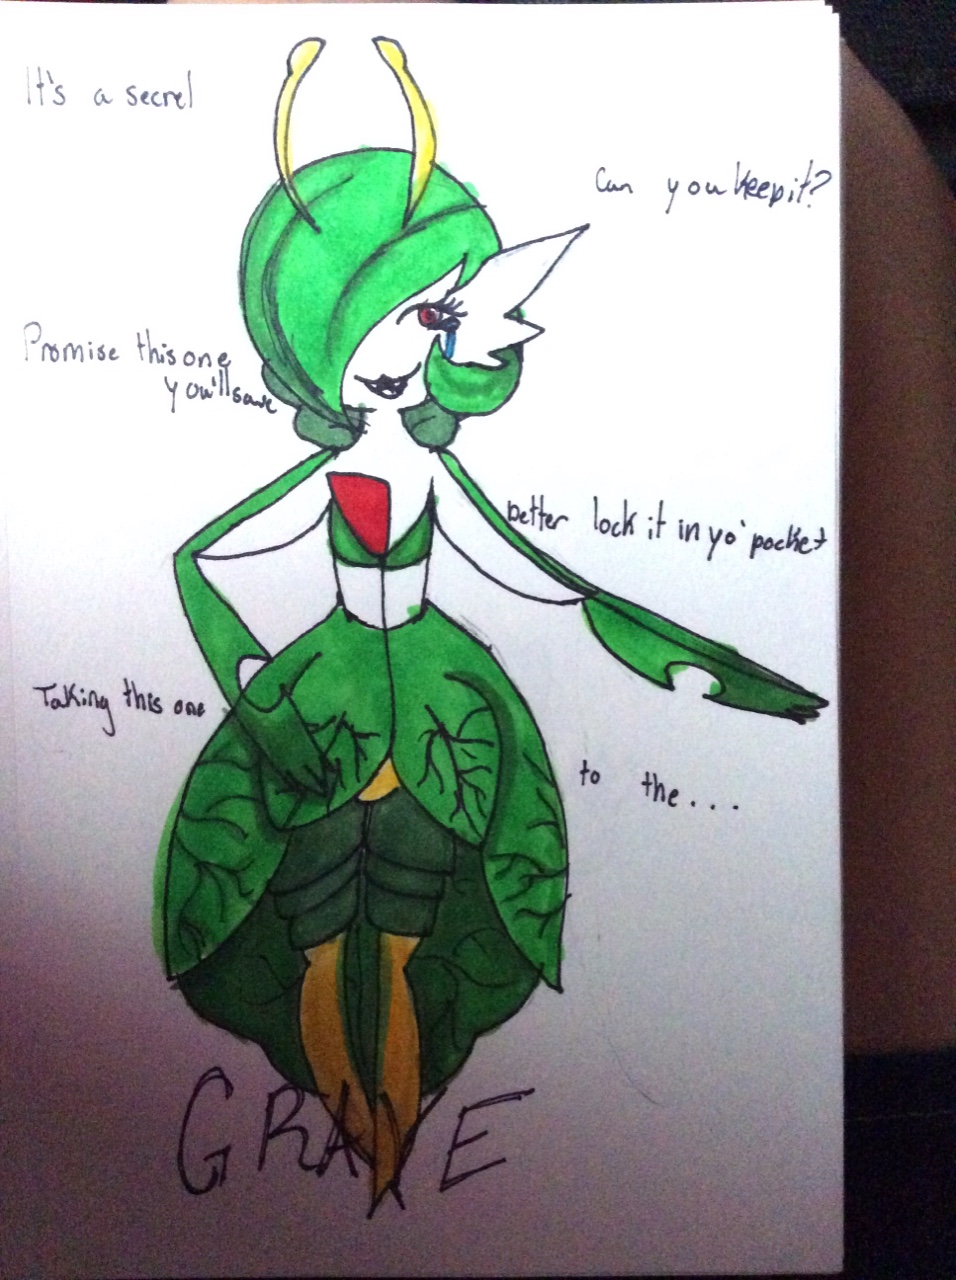 It's a secret
Can you keep it?
Promise this one
you'll save
better lock it in yo' pocket
Taking this one
to the...
GRAVE